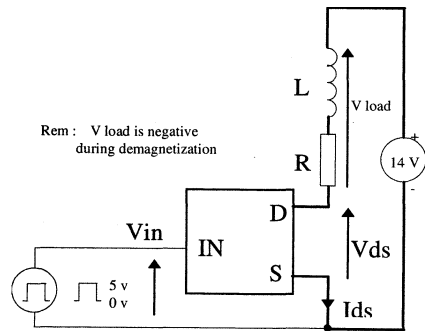 L
V load
Rem : V load is negative
during demagnetization
R
+
14 V
-
D
Vin
IN
Vds
S
5 v
0 v
Ids